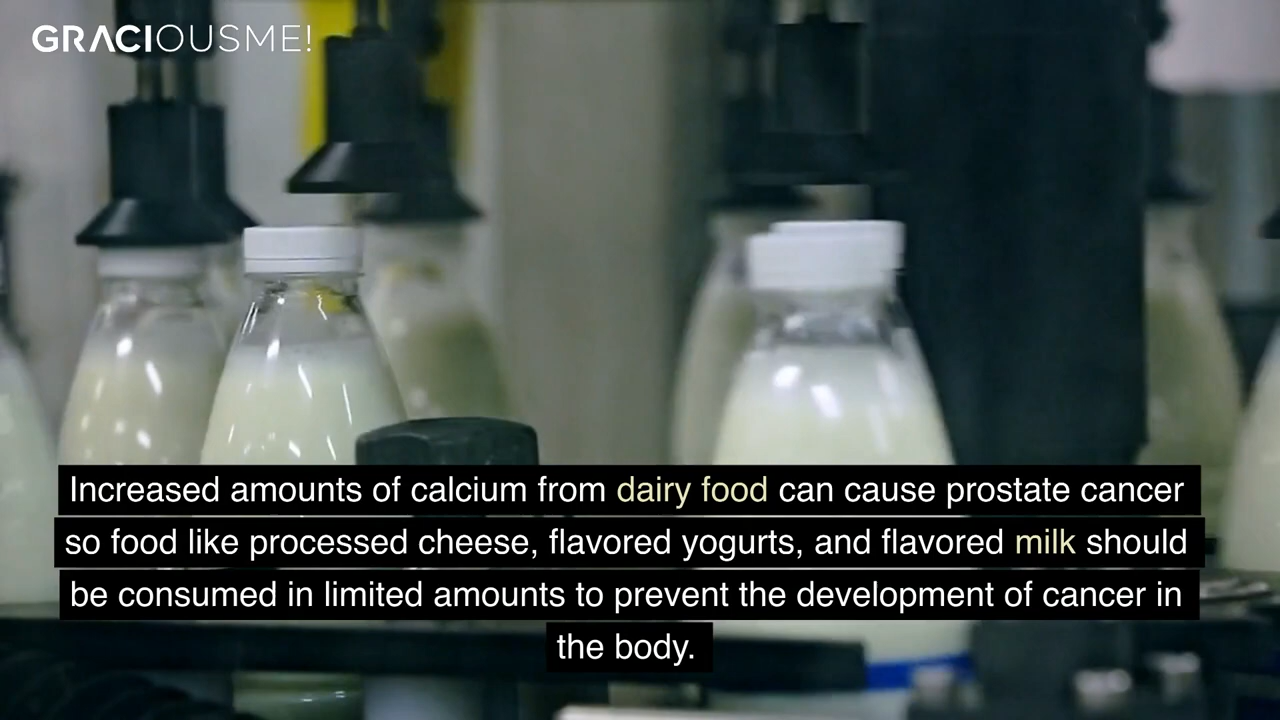 GRACIOUSME!
Increased amounts of calcium from dairy food can cause prostate cancer
so food like processed cheese, flavored yogurts, and flavored milk should
be consumed in limited amounts to prevent the development of cancer in
the body.